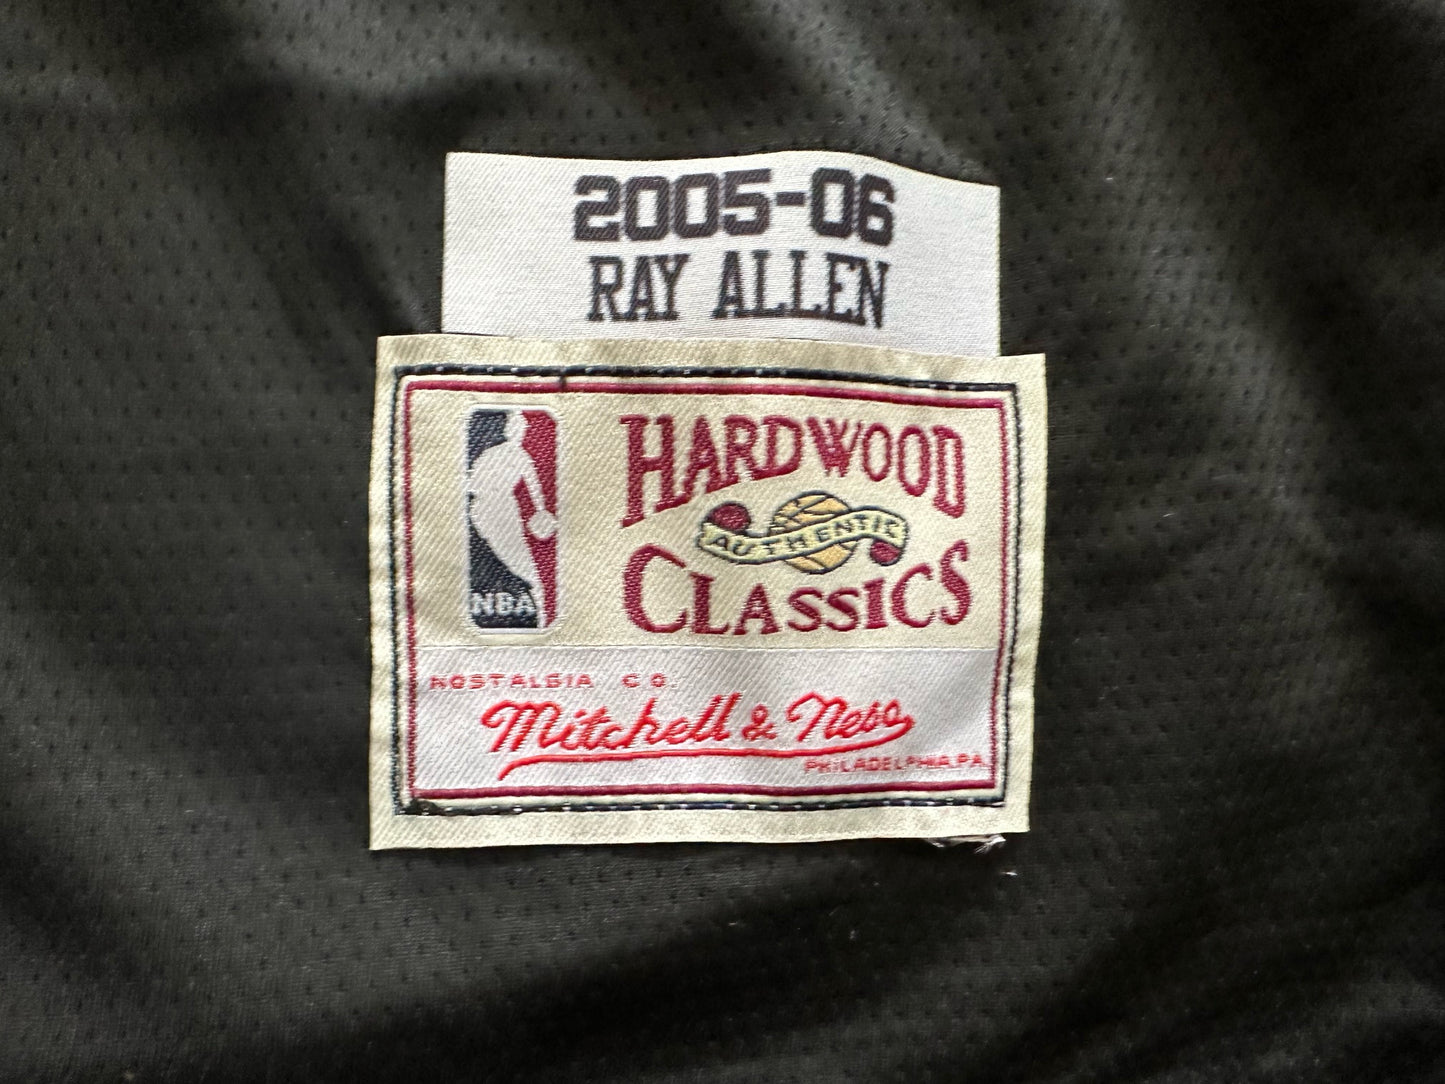 2005-06
RAY ALLEN
HARDWOOD
AUTHENTIC
CLASSICS
NBA
NOSTALGIA CO.
Mitchell & Ness
PHILADELPHIA, PA.